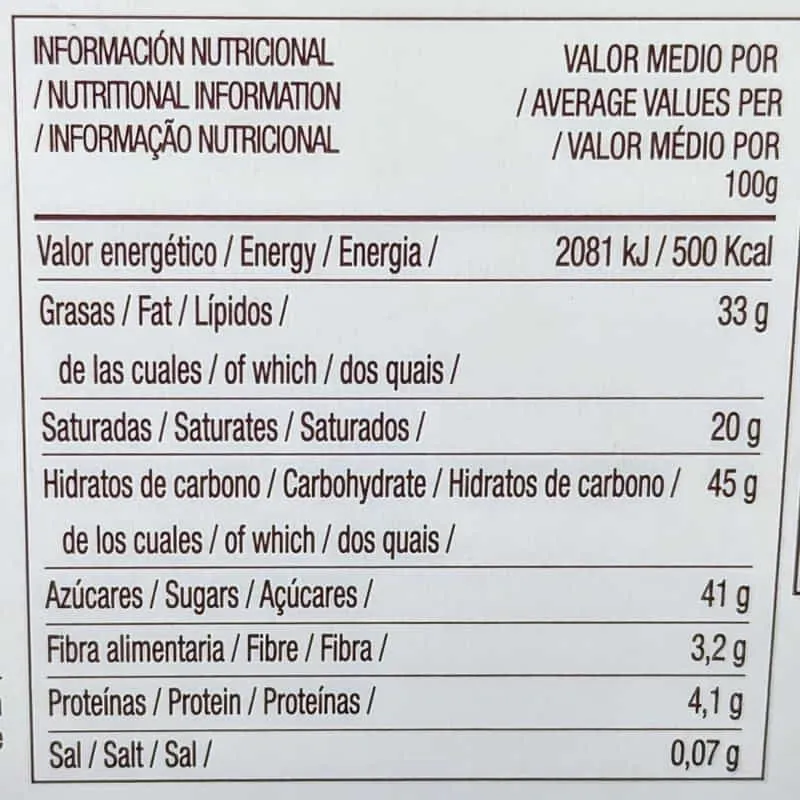 INFORMACIÓN NUTRICIONAL
/ NUTRITIONAL INFORMATION
/ INFORMAÇÃO NUTRICIONAL
VALOR MEDIO POR
/ AVERAGE VALUES PER
/ VALOR MÉDIO POR
100g
Valor energético / Energy / Energia / 2081 kJ / 500 Kcal
Grasas / Fat / Lípidos / 33 g
de las cuales / of which / dos quais /
Saturadas / Saturates / Saturados / 20 g
Hidratos de carbono / Carbohydrate / Hidratos de carbono / 45 g
de los cuales / of which / dos quais /
Azúcares / Sugars / Açúcares / 41 g
Fibra alimentaria / Fibre / Fibra / 3,2 g
Proteínas / Protein / Proteínas / 4,1 g
Sal / Salt / Sal / 0,07 g